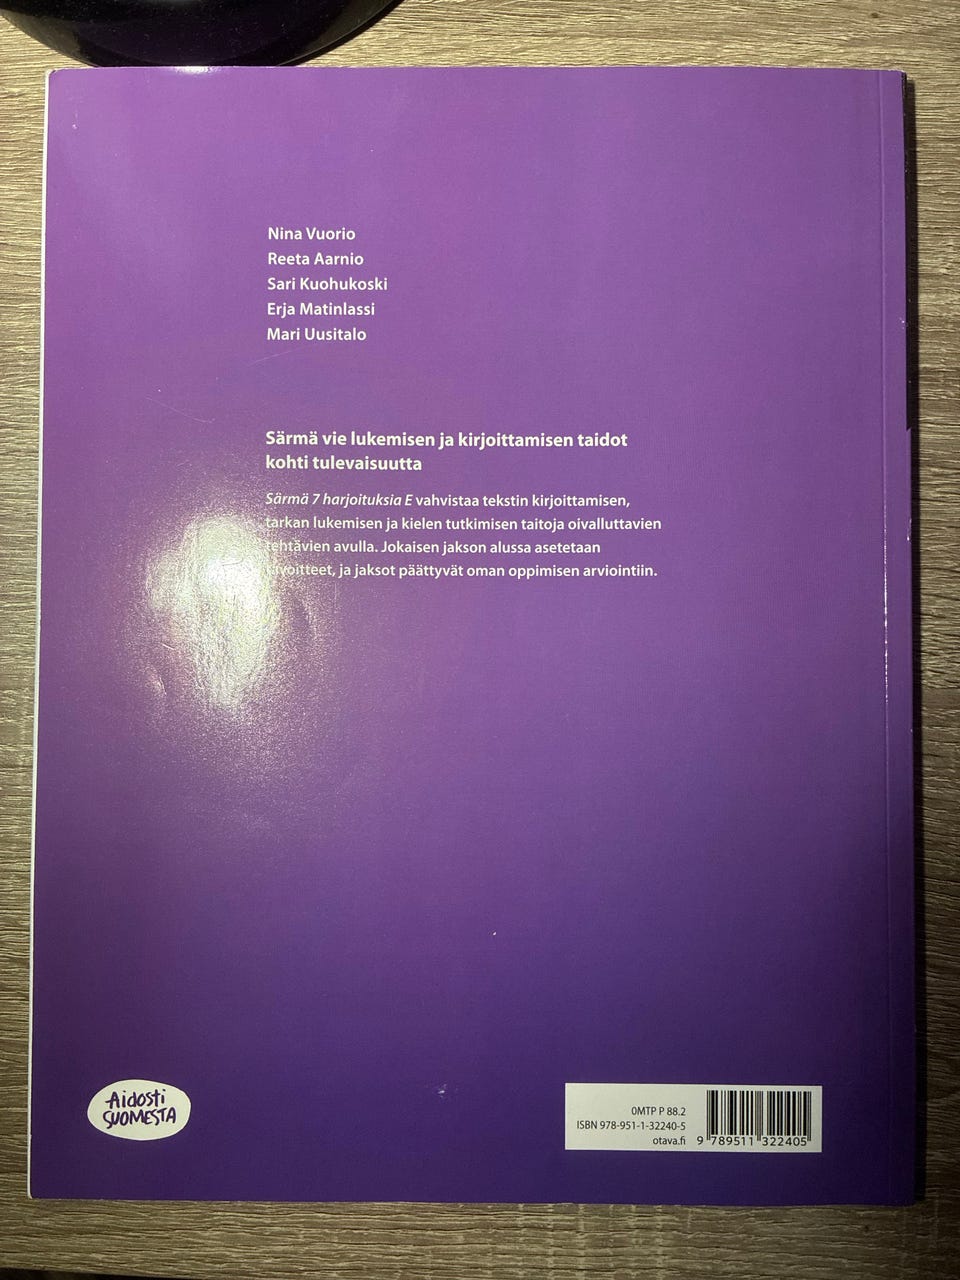 Nina Vuorio
Reeta Aarnio
Sari Kuohukoski
Erja Matinlassi
Mari Uusitalo
Särmä vie lukemisen ja kirjoittamisen taidot
kohti tulevaisuutta
Särmä 7 harjoituksia E vahvistaa tekstin kirjoittamisen,
tarkan lukemisen ja kielen tutkimisen taitoja oivalluttavien
tehtävien avulla. Jokaisen jakson alussa asetetaan
tavoitteet, ja jaksot päättyvät oman oppimisen arviointiin.
Aidosti
SUOMESTA
0MTP P 88.2
ISBN 978-951-1-32240-5
otava.fi
9 789511 322405